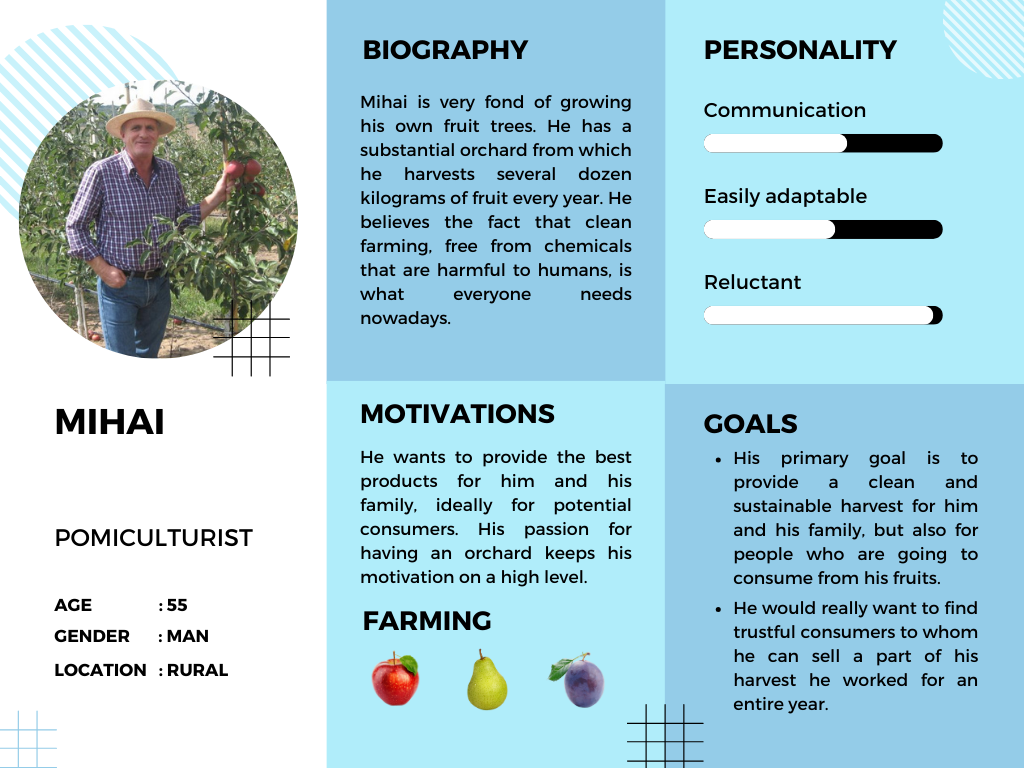 MIHAI
POMICULTURIST
AGE : 55
GENDER : MAN
LOCATION : RURAL
BIOGRAPHY
Mihai is very fond of growing
his own fruit trees. He has a
substantial orchard from which
he harvests several dozen
kilograms of fruit every year. He
believes the fact that clean
farming, free from chemicals
that are harmful to humans, is
what everyone needs
nowadays.
MOTIVATIONS
He wants to provide the best
products for him and his
family, ideally for potential
consumers. His passion for
having an orchard keeps his
motivation on a high level.
FARMING
PERSONALITY
Communication
Easily adaptable
Reluctant
GOALS
• His primary goal is to
provide a clean and
sustainable harvest for him
and his family, but also for
people who are going to
consume from his fruits.
• He would really want to find
trustful consumers to whom
he can sell a part of his
harvest he worked for an
entire year.